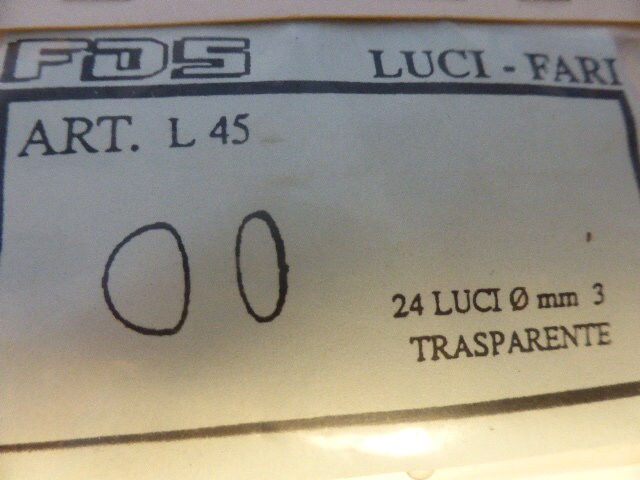 FDS LUCI - FARI
ART. L 45
24 LUCI Ø mm 3
TRASPARENTE